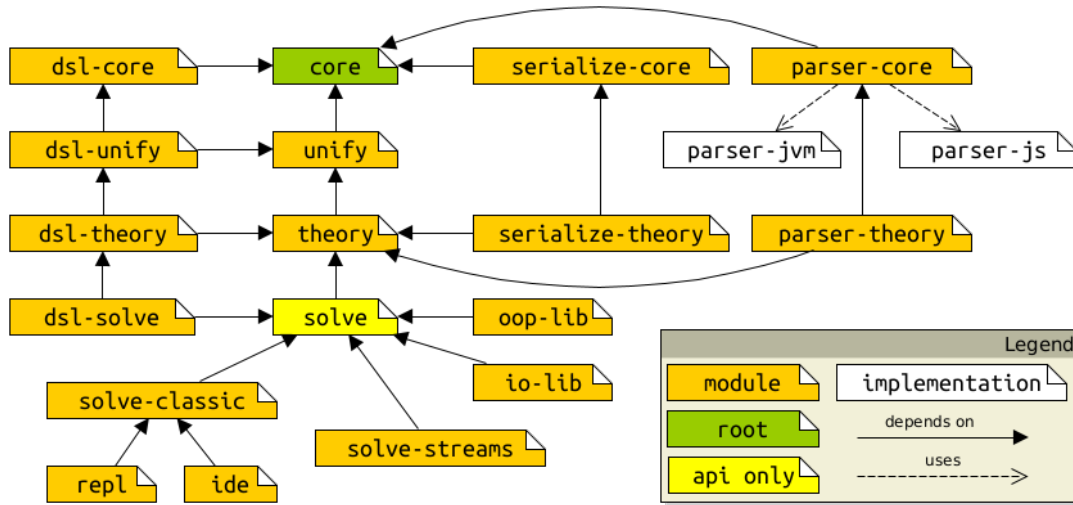 dsl-core
core
serialize-core
parser-core
dsl-unify
unify
parser-jvm
parser-js
dsl-theory
theory
serialize-theory
parser-theory
dsl-solve
solve
oop-lib
Legend
solve-classic
io-lib
module
implementation
root
depends on
solve-streams
repl
ide
api only
uses